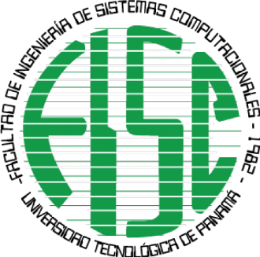 FACULTAD DE INGENIERÍA DE SISTEMAS COMPUTACIONALES - 1982 -
UNIVERSIDAD TECNOLÓGICA DE PANAMÁ -
FISC